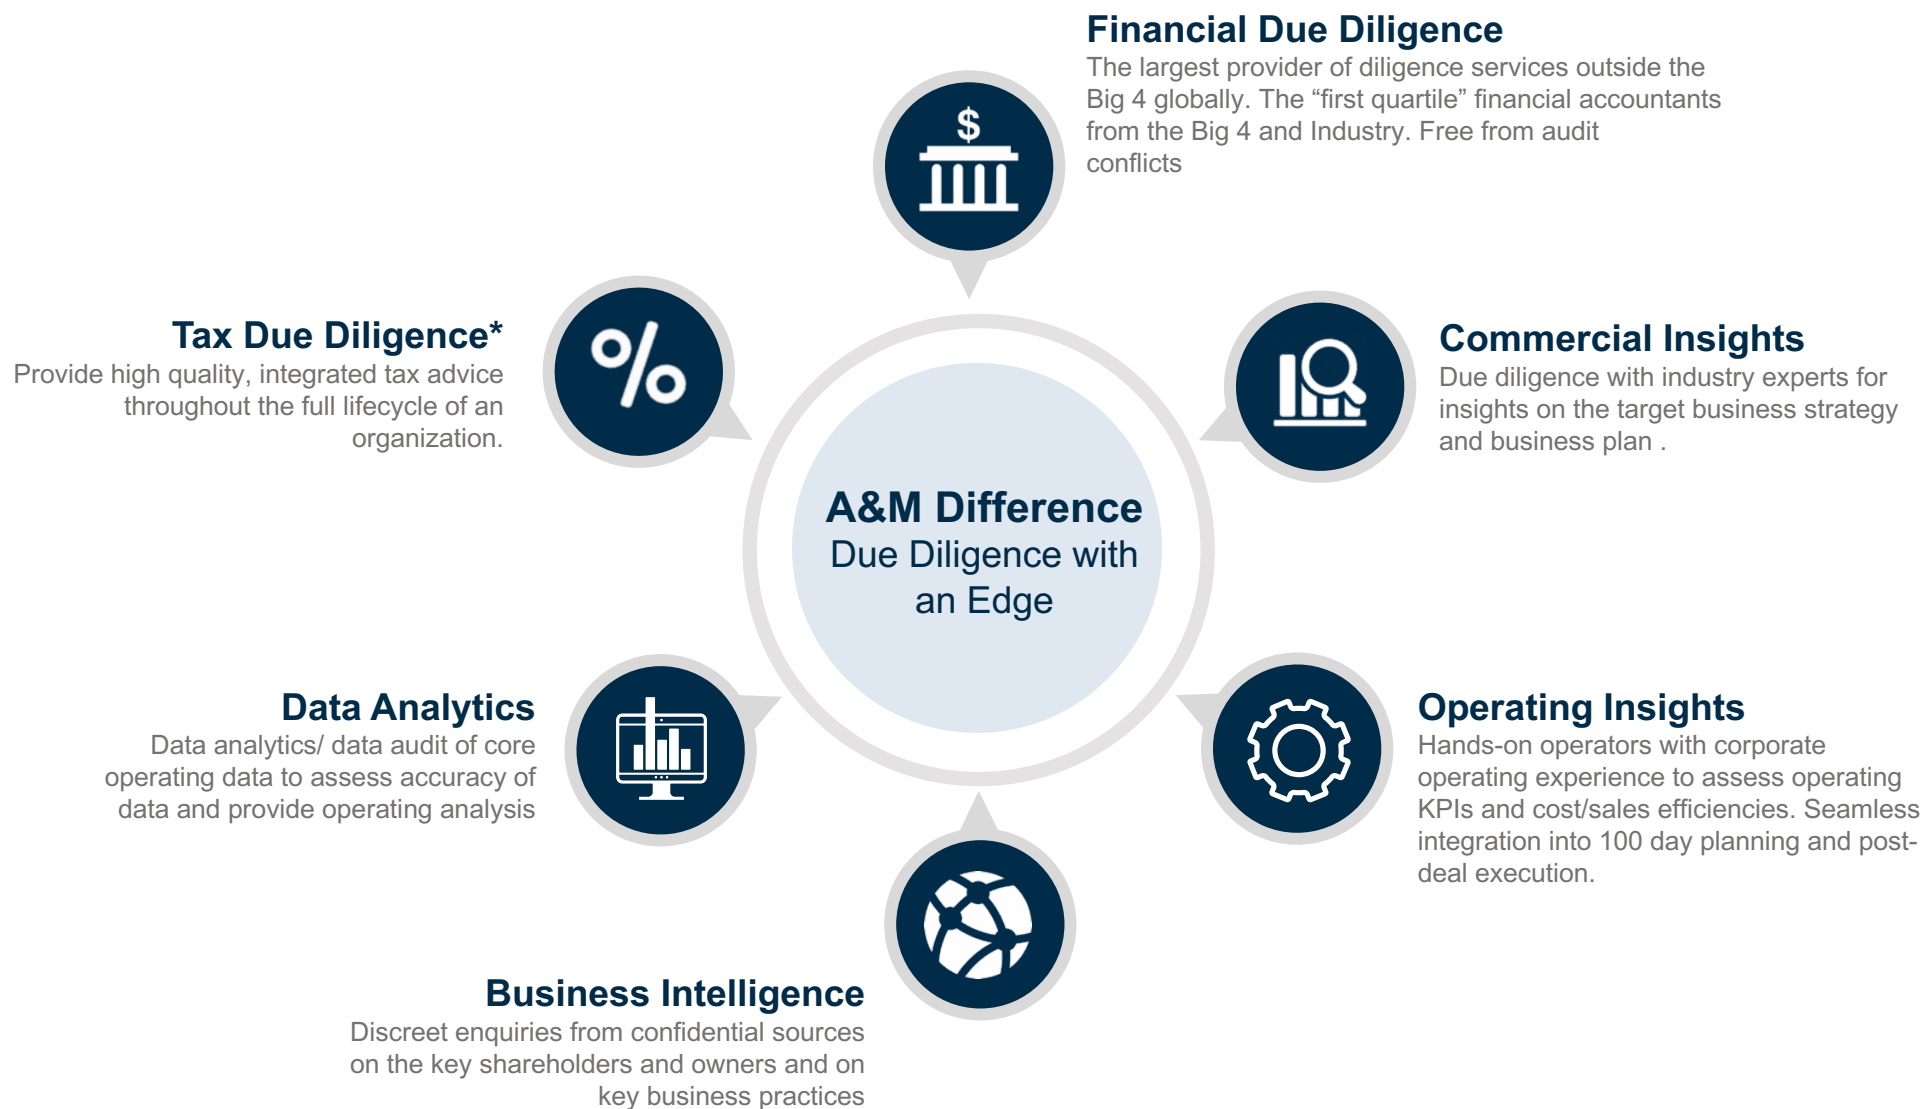 Financial Due Diligence
The largest provider of diligence services outside the
Big 4 globally. The “first quartile” financial accountants
from the Big 4 and Industry. Free from audit
conflicts
$
Tax Due Diligence*
Provide high quality, integrated tax advice
throughout the full lifecycle of an
organization.
%
Commercial Insights
Due diligence with industry experts for
insights on the target business strategy
and business plan .
A&M Difference
Due Diligence with
an Edge
Data Analytics
Data analytics/ data audit of core
operating data to assess accuracy of
data and provide operating analysis
Operating Insights
Hands-on operators with corporate
operating experience to assess operating
KPIs and cost/sales efficiencies. Seamless
integration into 100 day planning and post-
deal execution.
Business Intelligence
Discreet enquiries from confidential sources
on the key shareholders and owners and on
key business practices